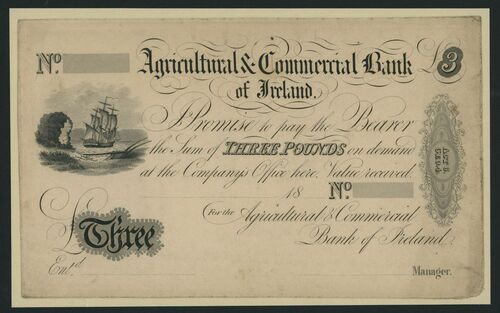 No. Agricultural & Commercial Bank £3
of Ireland.
I Promise to pay the Bearer
the Sum of THREE POUNDS on demand
at the Company's Office here. Value received.
18 No.
For the Agricultural & Commercial
Bank of Ireland.
£ Three
Entd. Manager.